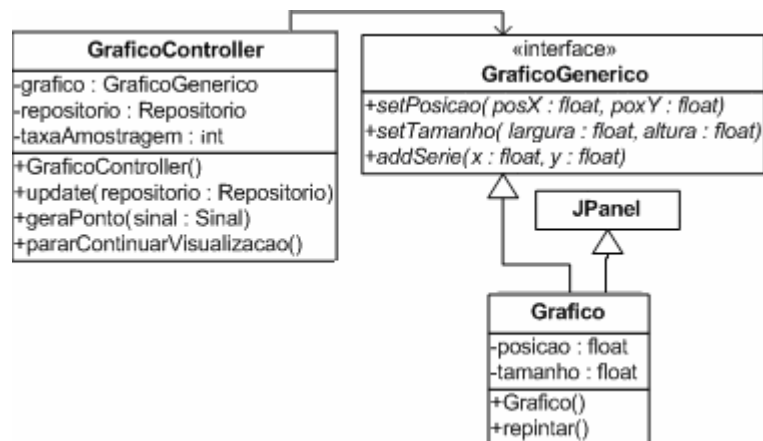 GraficoController
-grafico : GraficoGenerico
-repositorio : Repositorio
-taxaAmostragem : int
+GraficoController()
+update(repositorio : Repositorio)
+geraPonto(sinal : Sinal)
+pararContinuarVisualizacao()
«interface»
GraficoGenerico
+setPosicao( posX : float, poxY : float)
+setTamanho( largura : float, altura : float)
+addSerie(x : float, y : float)
JPanel
Grafico
-posicao : float
-tamanho : float
+Grafico()
+repintar()